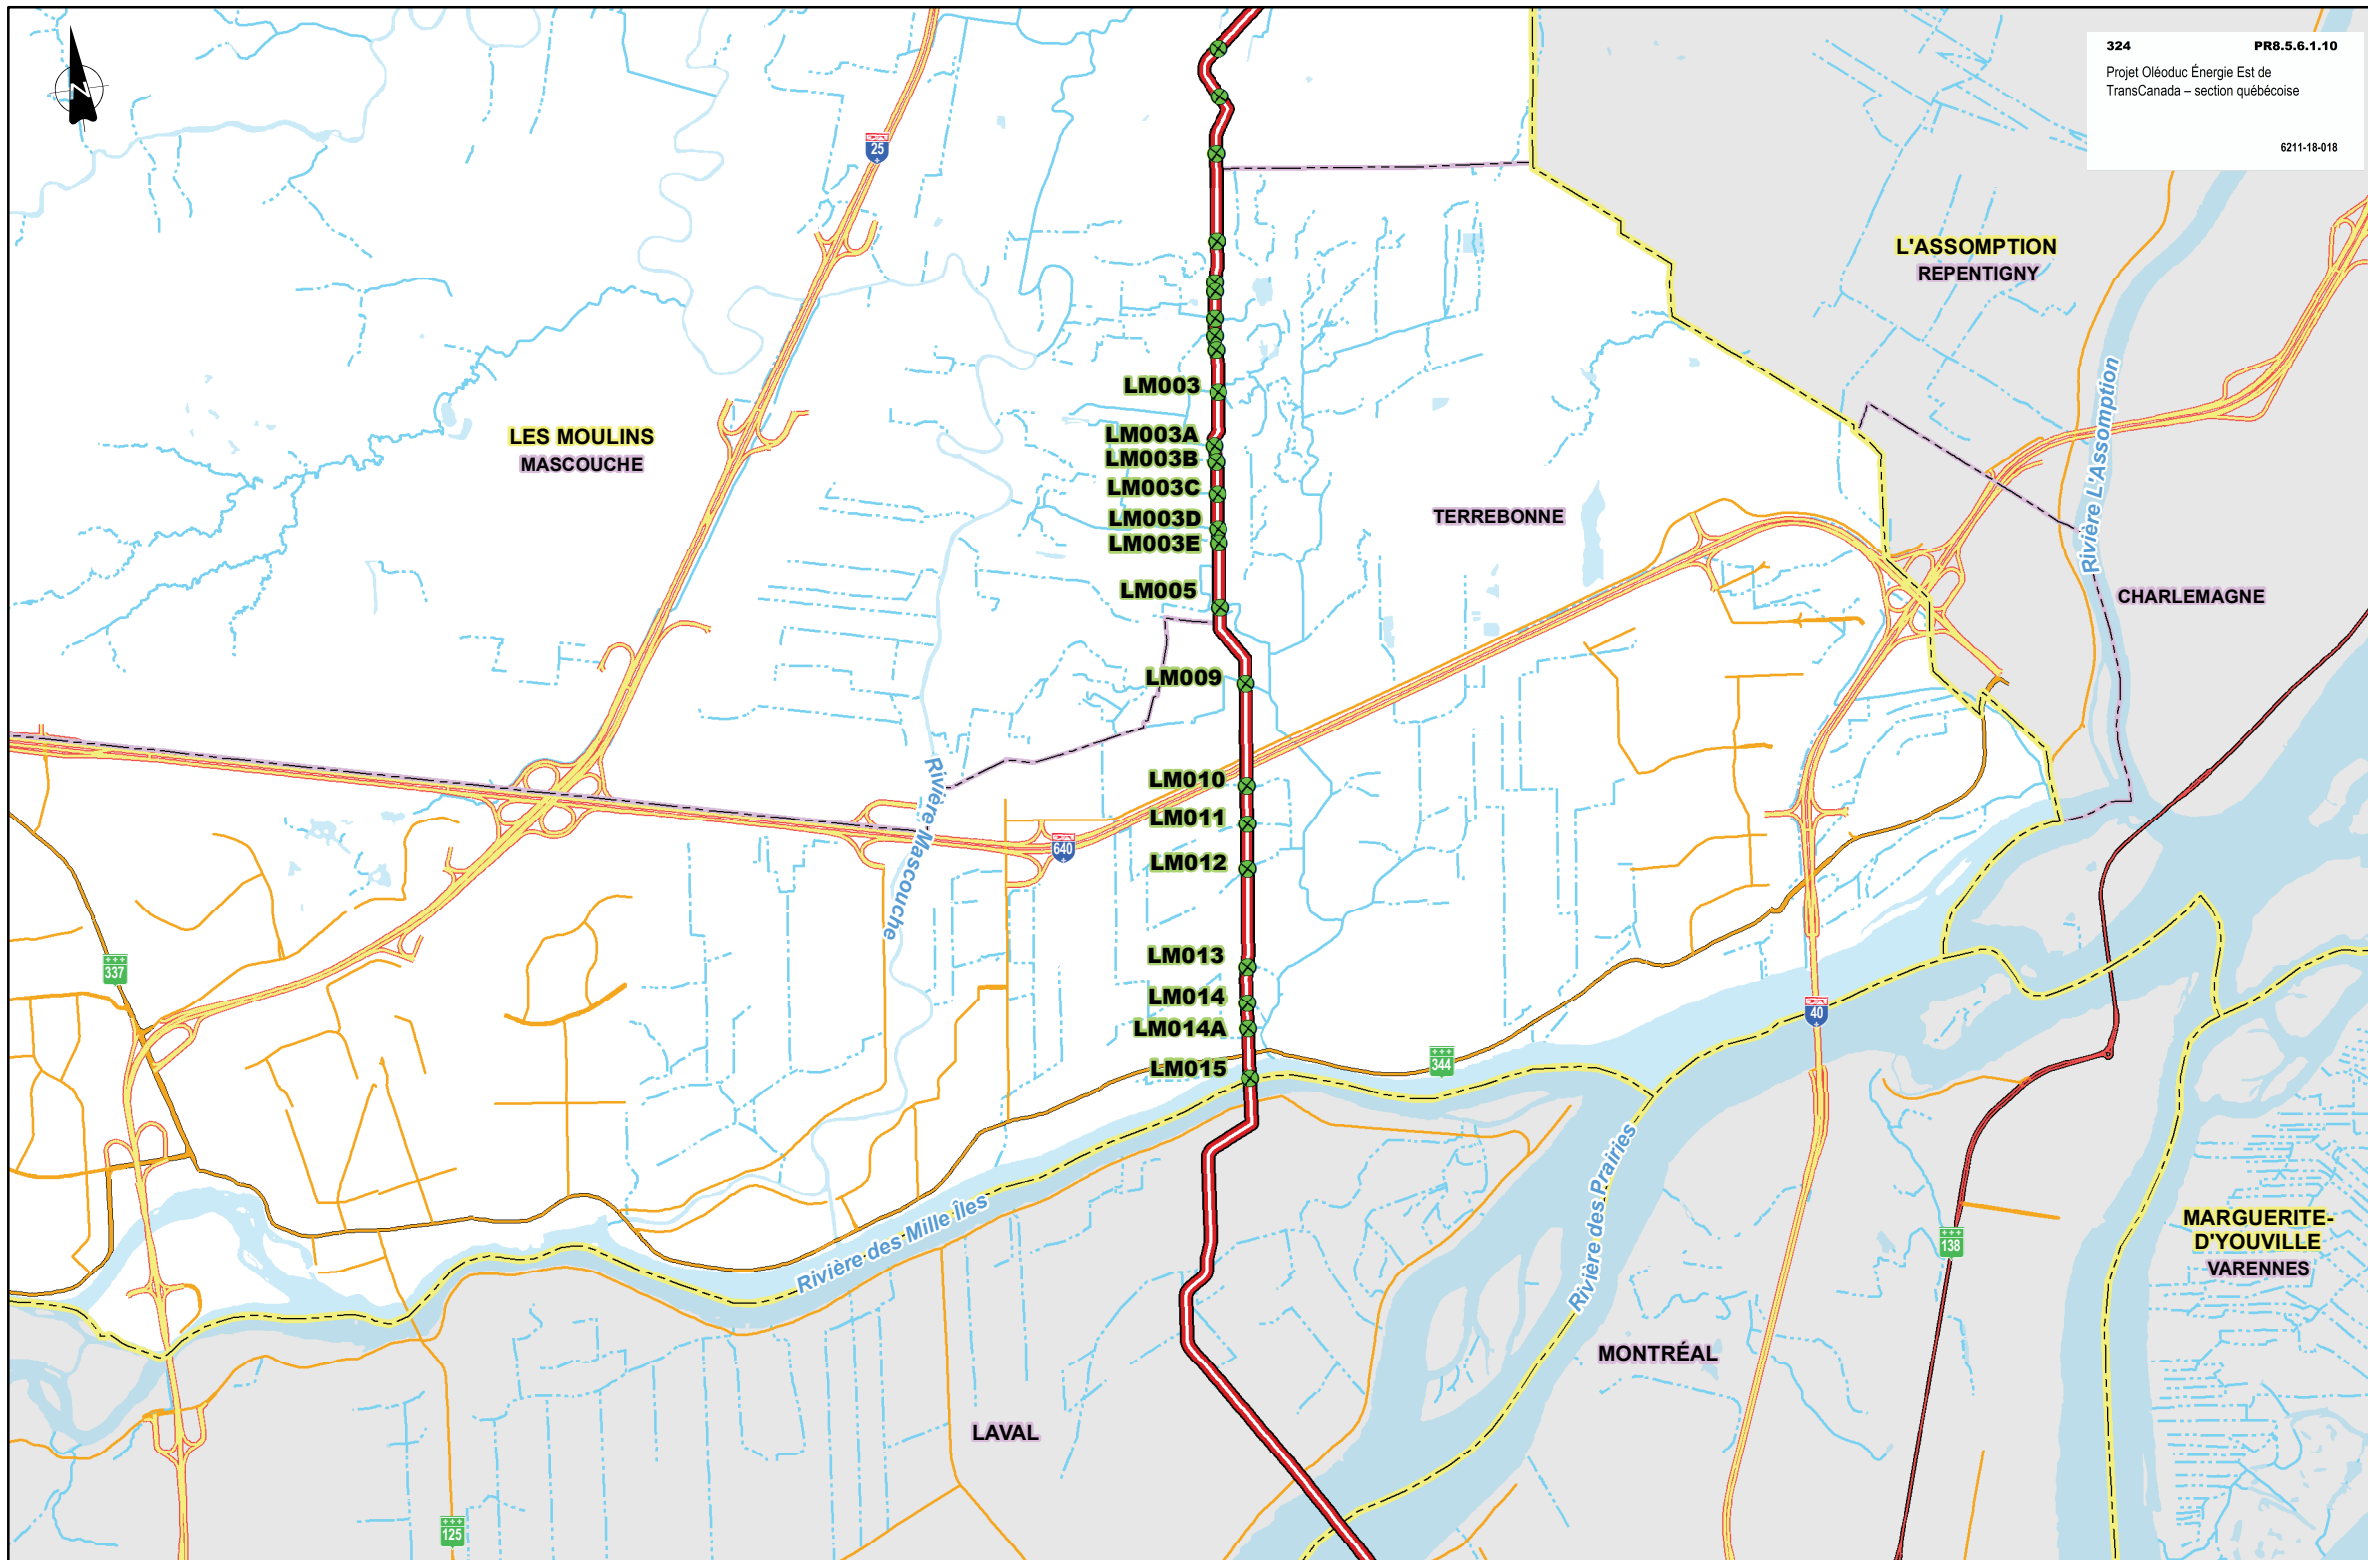 N
324 PR8.5.6.1.10
Projet Oléoduc Énergie Est de
TransCanada – section québécoise
6211-18-018
25
L'ASSOMPTION
REPENTIGNY
LM003
Rivière L'Assomption
LES MOULINS
MASCOUCHE
LM003A
LM003B
LM003C
LM003D
LM003E
TERREBONNE
LM005
CHARLEMAGNE
LM009
LM010
Rivière Mascouche
LM011
640
LM012
LM013
337
LM014
40
LM014A
344
LM015
Rivière des Mille Îles
Rivière des Prairies
138
MARGUERITE-
D'YOUVILLE
VARENNES
MONTRÉAL
LAVAL
125